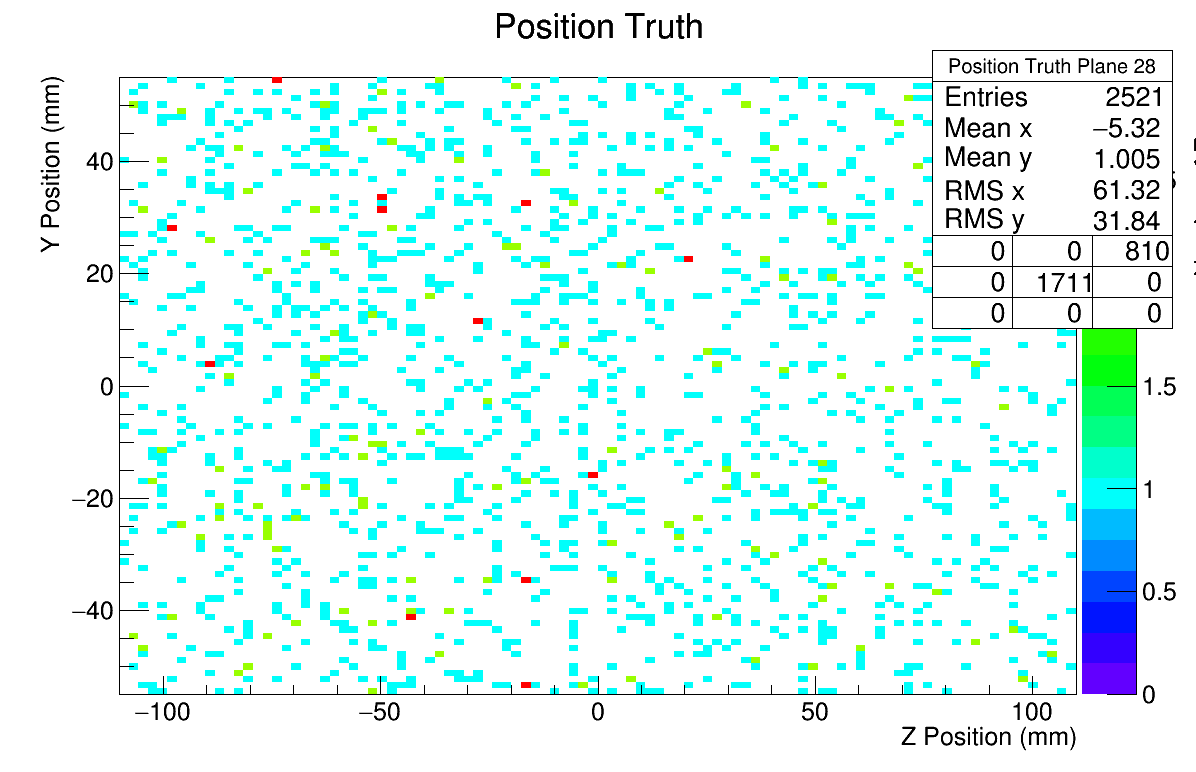 Position Truth
Position Truth Plane 28
Entries 2521
Mean x −5.32
Mean y 1.005
RMS x 61.32
RMS y 31.84
0 0 810
0 1711 0
0 0 0
Y Position (mm)
40
20
0
−20
−40
−100 −50 0 50 100
Z Position (mm)
1.5
1
0.5
0